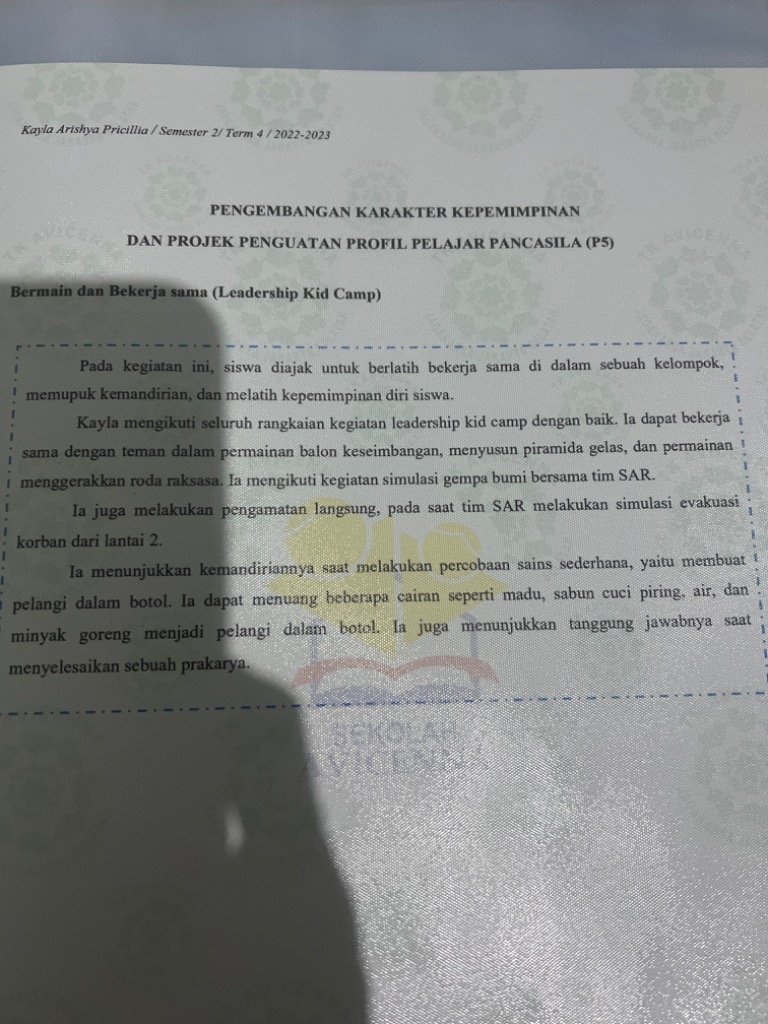 Kayla Arishya Pricillia / Semester 2/ Term 4 / 2022-2023
PENGEMBANGAN KARAKTER KEPEMIMPINAN
DAN PROJEK PENGUATAN PROFIL PELAJAR PANCASILA (P5)
Bermain dan Bekerja sama (Leadership Kid Camp)
Pada kegiatan ini, siswa diajak untuk berlatih bekerja sama di dalam sebuah kelompok,
memupuk kemandirian, dan melatih kepemimpinan diri siswa.
Kayla mengikuti seluruh rangkaian kegiatan leadership kid camp dengan baik. Ia dapat bekerja
sama dengan teman dalam permainan balon keseimbangan, menyusun piramida gelas, dan permainan
menggerakkan roda raksasa. Ia mengikuti kegiatan simulasi gempa bumi bersama tim SAR.
Ia juga melakukan pengamatan langsung, pada saat tim SAR melakukan simulasi evakuasi
korban dari lantai 2.
Ia menunjukkan kemandiriannya saat melakukan percobaan sains sederhana, yaitu membuat
pelangi dalam botol. Ia dapat menuang beberapa cairan seperti madu, sabun cuci piring, air, dan
minyak goreng menjadi pelangi dalam botol. Ia juga menunjukkan tanggung jawabnya saat
menyelesaikan sebuah prakarya.
SEKOLAH
AVICENNA
TK AVICENNA